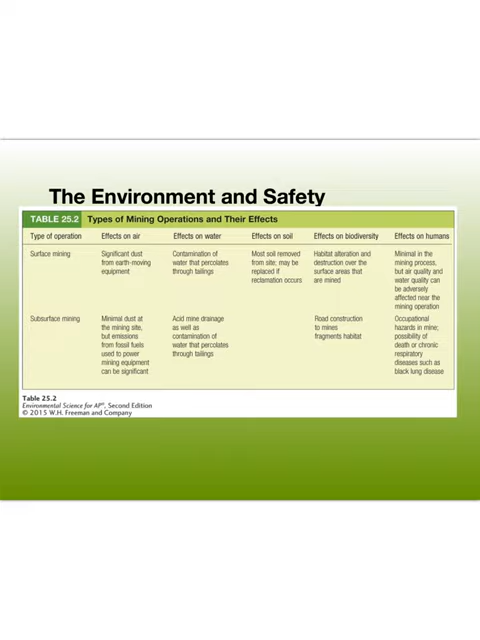 The Environment and Safety
TABLE 25.2 Types of Mining Operations and Their Effects
Type of operation Effects on air Effects on water Effects on soil Effects on biodiversity Effects on humans
Surface mining
Significant dust
from earth-moving
equipment
Contamination of
water that percolates
through tailings
Most soil removed
from site; may be
replaced if
reclamation occurs
Habitat alteration and
destruction over the
surface areas that
are mined
Minimal in the
mining process,
but air quality and
water quality can
be adversely
affected near the
mining operation
Subsurface mining
Minimal dust at
the mining site,
but emissions
from fossil fuels
used to power
mining equipment
can be significant
Acid mine drainage
as well as
contamination of
water that percolates
through tailings
Road construction
to mines
fragments habitat
Occupational
hazards in mine;
possibility of
death or chronic
respiratory
diseases such as
black lung disease
Table 25.2
Environmental Science for AP®, Second Edition
© 2015 W.H. Freeman and Company